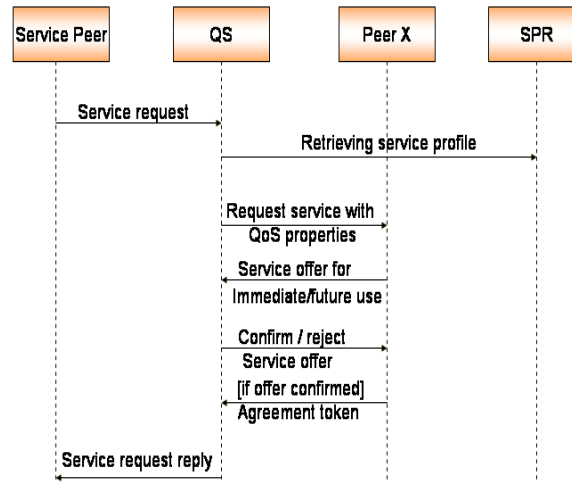 Service Peer
QS
Peer X
SPR
Service request
Retrieving service profile
Request service with
QoS properties
Service offer for
Immediate/future use
Confirm / reject
Service offer
[if offer confirmed]
Agreement token
Service request reply